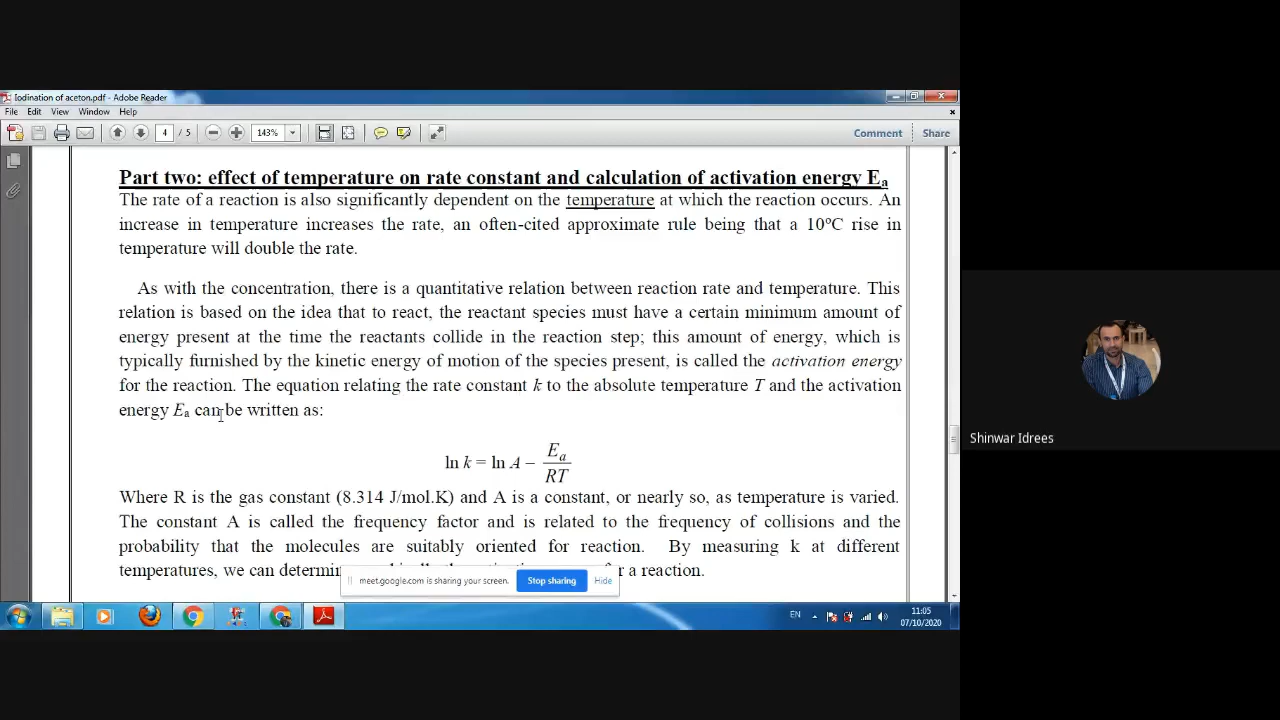 Iodination of aceton.pdf - Adobe Reader
File Edit View Window Help
4 / 5 143% Comment Share
Part two: effect of temperature on rate constant and calculation of activation energy Ea
The rate of a reaction is also significantly dependent on the temperature at which the reaction occurs. An
increase in temperature increases the rate, an often-cited approximate rule being that a 10°C rise in
temperature will double the rate.
As with the concentration, there is a quantitative relation between reaction rate and temperature. This
relation is based on the idea that to react, the reactant species must have a certain minimum amount of
energy present at the time the reactants collide in the reaction step; this amount of energy, which is
typically furnished by the kinetic energy of motion of the species present, is called the activation energy
for the reaction. The equation relating the rate constant k to the absolute temperature T and the activation
energy Ea can be written as:
ln k = ln A − Ea / RT
Where R is the gas constant (8.314 J/mol.K) and A is a constant, or nearly so, as temperature is varied.
The constant A is called the frequency factor and is related to the frequency of collisions and the
probability that the molecules are suitably oriented for reaction. By measuring k at different
temperatures, we can determin r a reaction.
meet.google.com is sharing your screen. Stop sharing Hide
EN 11:05
07/10/2020
Shinwar Idrees